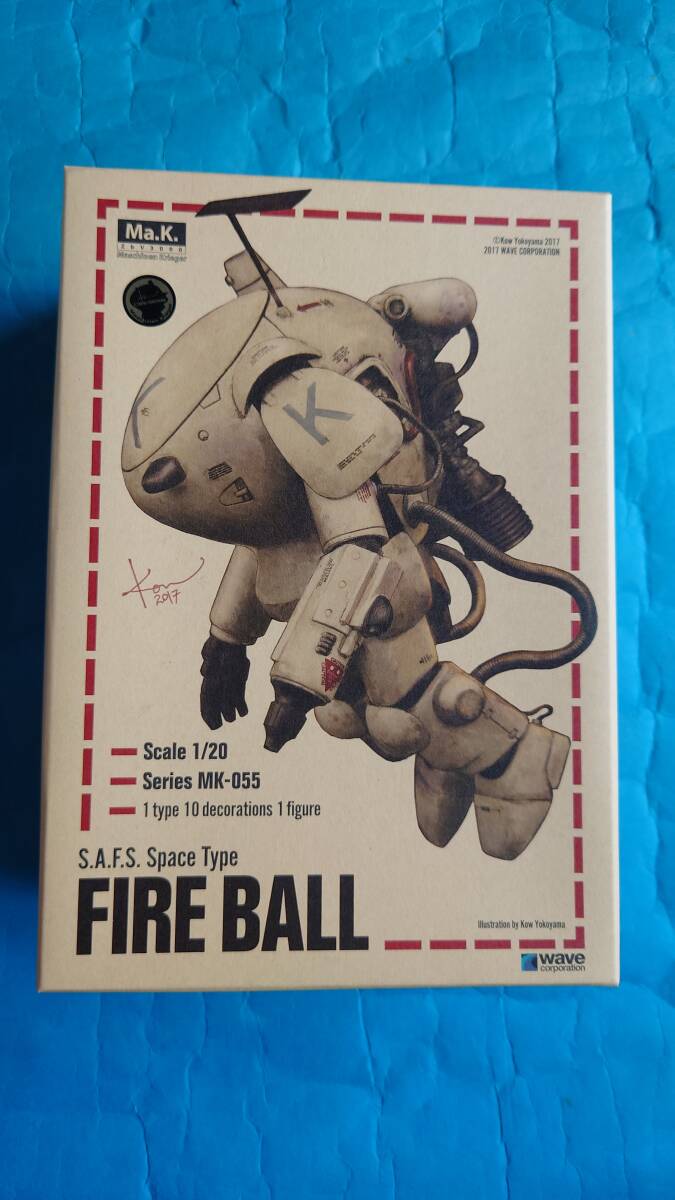 Ma.K.
ZbV3000
Maschinen Krieger
©Kow Yokoyama 2017
2017 WAVE CORPORATION
K
K
Kow
2017
Scale 1/20
Series MK-055
1 type 10 decorations 1 figure
S.A.F.S. Space Type
FIRE BALL
Illustration by Kow Yokoyama
wave
corporation